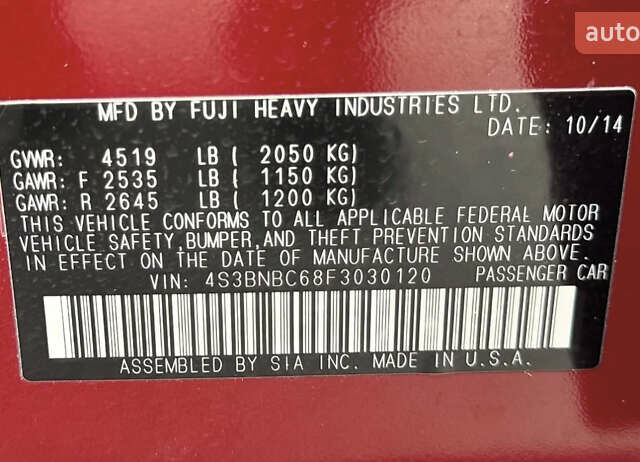 auto
MFD BY FUJI HEAVY INDUSTRIES LTD.
DATE: 10/14
GVWR: 4519 LB ( 2050 KG)
GAWR: F 2535 LB ( 1150 KG)
GAWR: R 2645 LB ( 1200 KG)
THIS VEHICLE CONFORMS TO ALL APPLICABLE FEDERAL MOTOR
VEHICLE SAFETY, BUMPER, AND THEFT PREVENTION STANDARDS
IN EFFECT ON THE DATE OF MANUFACTURE SHOWN ABOVE.
VIN: 4S3BNBC68F3030120 PASSENGER CAR
ASSEMBLED BY SIA INC. MADE IN U.S.A.